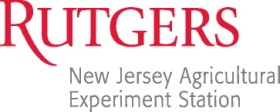 RUTGERS
New Jersey Agricultural
Experiment Station